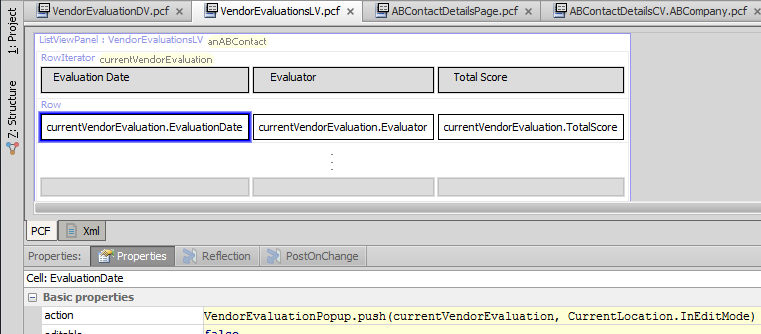 VendorEvaluationDV.pcf × VendorEvaluationsLV.pcf × ABContactDetailsPage.pcf × ABContactDetailsCV.ABCompany.pcf ×
1: Project
Z: Structure
ListViewPanel : VendorEvaluationsLV anABContact
RowIterator currentVendorEvaluation
Evaluation Date Evaluator Total Score
Row
currentVendorEvaluation.EvaluationDate currentVendorEvaluation.Evaluator currentVendorEvaluation.TotalScore
PCF Xml
Properties: Properties Reflection PostOnChange
Cell: EvaluationDate
Basic properties
action VendorEvaluationPopup.push(currentVendorEvaluation, CurrentLocation.InEditMode)
editable false